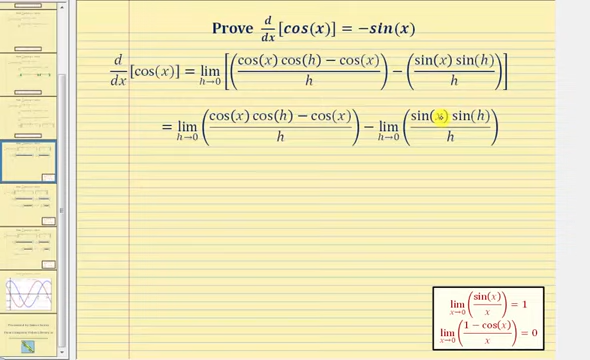 Prove d/dx [cos(x)] = −sin(x)
d/dx [cos(x)] = lim h→0 [((cos(x) cos(h) − cos(x))/h) − ((sin(x) sin(h))/h)]
= lim h→0 ((cos(x) cos(h) − cos(x))/h) − lim h→0 ((sin(x) sin(h))/h)
lim x→0 (sin(x)/x) = 1
lim x→0 ((1 − cos(x))/x) = 0